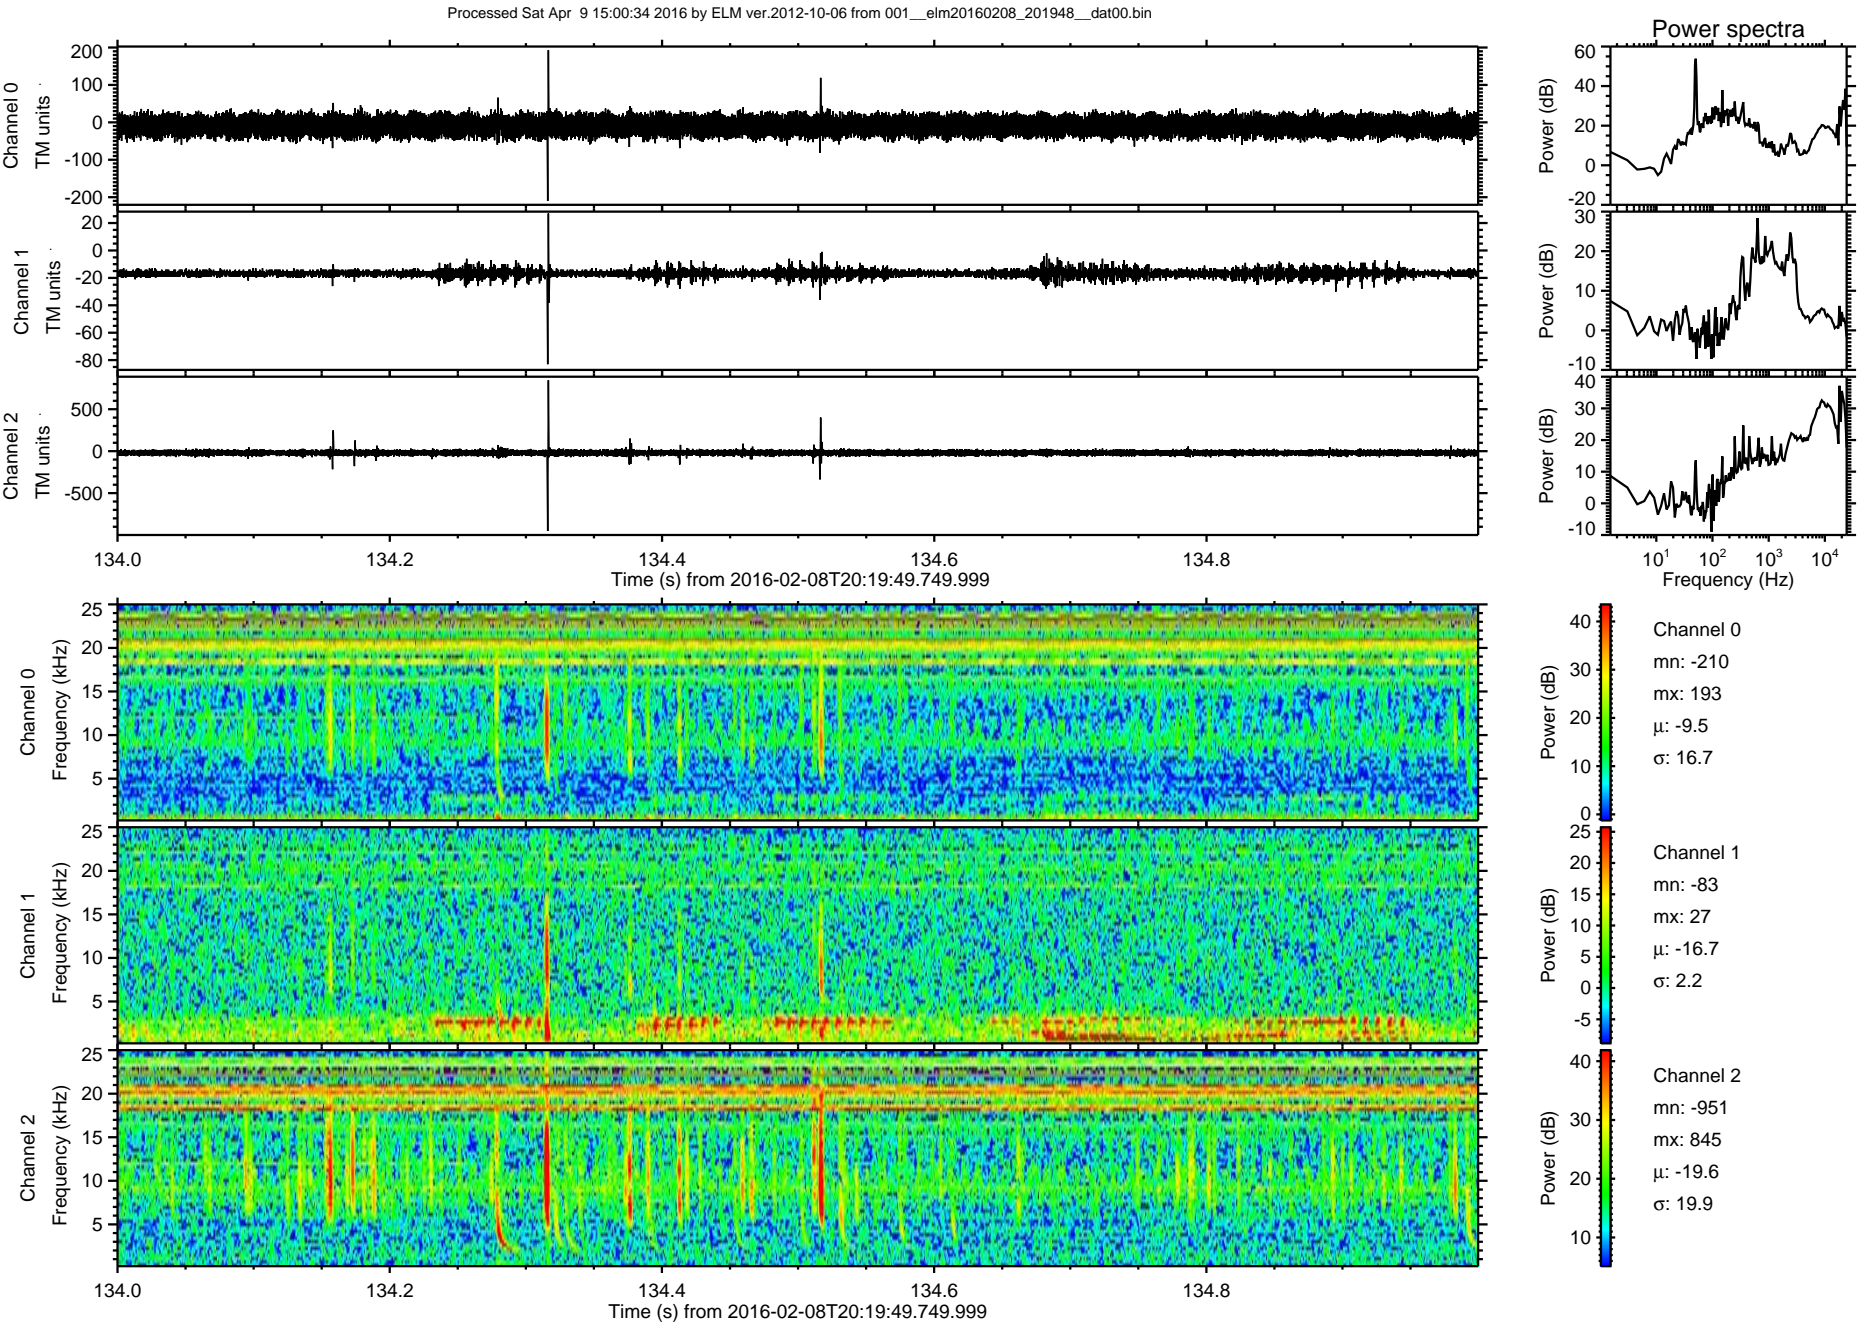 Processed Sat Apr  9 15:00:34 2016 by ELM ver.2012-10-06 from 001__elm20160208_201948__dat00.bin
Power spectra
Channel 0
TM units
200
100
0
-100
-200
Power (dB)
60
40
20
0
-20
Channel 1
TM units
20
0
-20
-40
-60
-80
Power (dB)
30
20
10
0
-10
Channel 2
TM units
500
0
-500
Power (dB)
40
30
20
10
0
-10
134.0 134.2 134.4 134.6 134.8
Time (s) from 2016-02-08T20:19:49.749.999
10^1 10^2 10^3 10^4
Frequency (Hz)
Channel 0
Frequency (kHz)
25
20
15
10
5
Power (dB)
40
30
20
10
0
Channel 0
mn: -210
mx: 193
μ: -9.5
σ: 16.7
Channel 1
Frequency (kHz)
25
20
15
10
5
Power (dB)
25
20
15
10
5
0
-5
Channel 1
mn: -83
mx: 27
μ: -16.7
σ: 2.2
Channel 2
Frequency (kHz)
25
20
15
10
5
Power (dB)
40
30
20
10
Channel 2
mn: -951
mx: 845
μ: -19.6
σ: 19.9
134.0 134.2 134.4 134.6 134.8
Time (s) from 2016-02-08T20:19:49.749.999